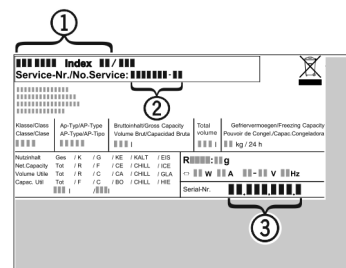 1
Index /
Service-Nr./No.Service: -
2
Klasse/Class Ap-Typ/AP-Type Bruttoinhalt/Gross Capacity Total Gefriervermoegen/Freezing Capacity
Classe/Clase AP-Type/AP-Tipo Volume Brut/Capacidad Bruta volume Pouvoir de Congel./Capac.Congeladora
l l kg / 24 h
Nutzinhalt Ges / K / G / KE / KALT / EIS
Net.Capacity Tot / R / F / CE / CHILL / ICE
Volume Utile Tot / R / C / CA / CHILL / GLA
Capac. Util Tot / F / C / BO / CHILL / HIE
l / l
R : g
W A - V Hz
Serial-Nr. . . .
3